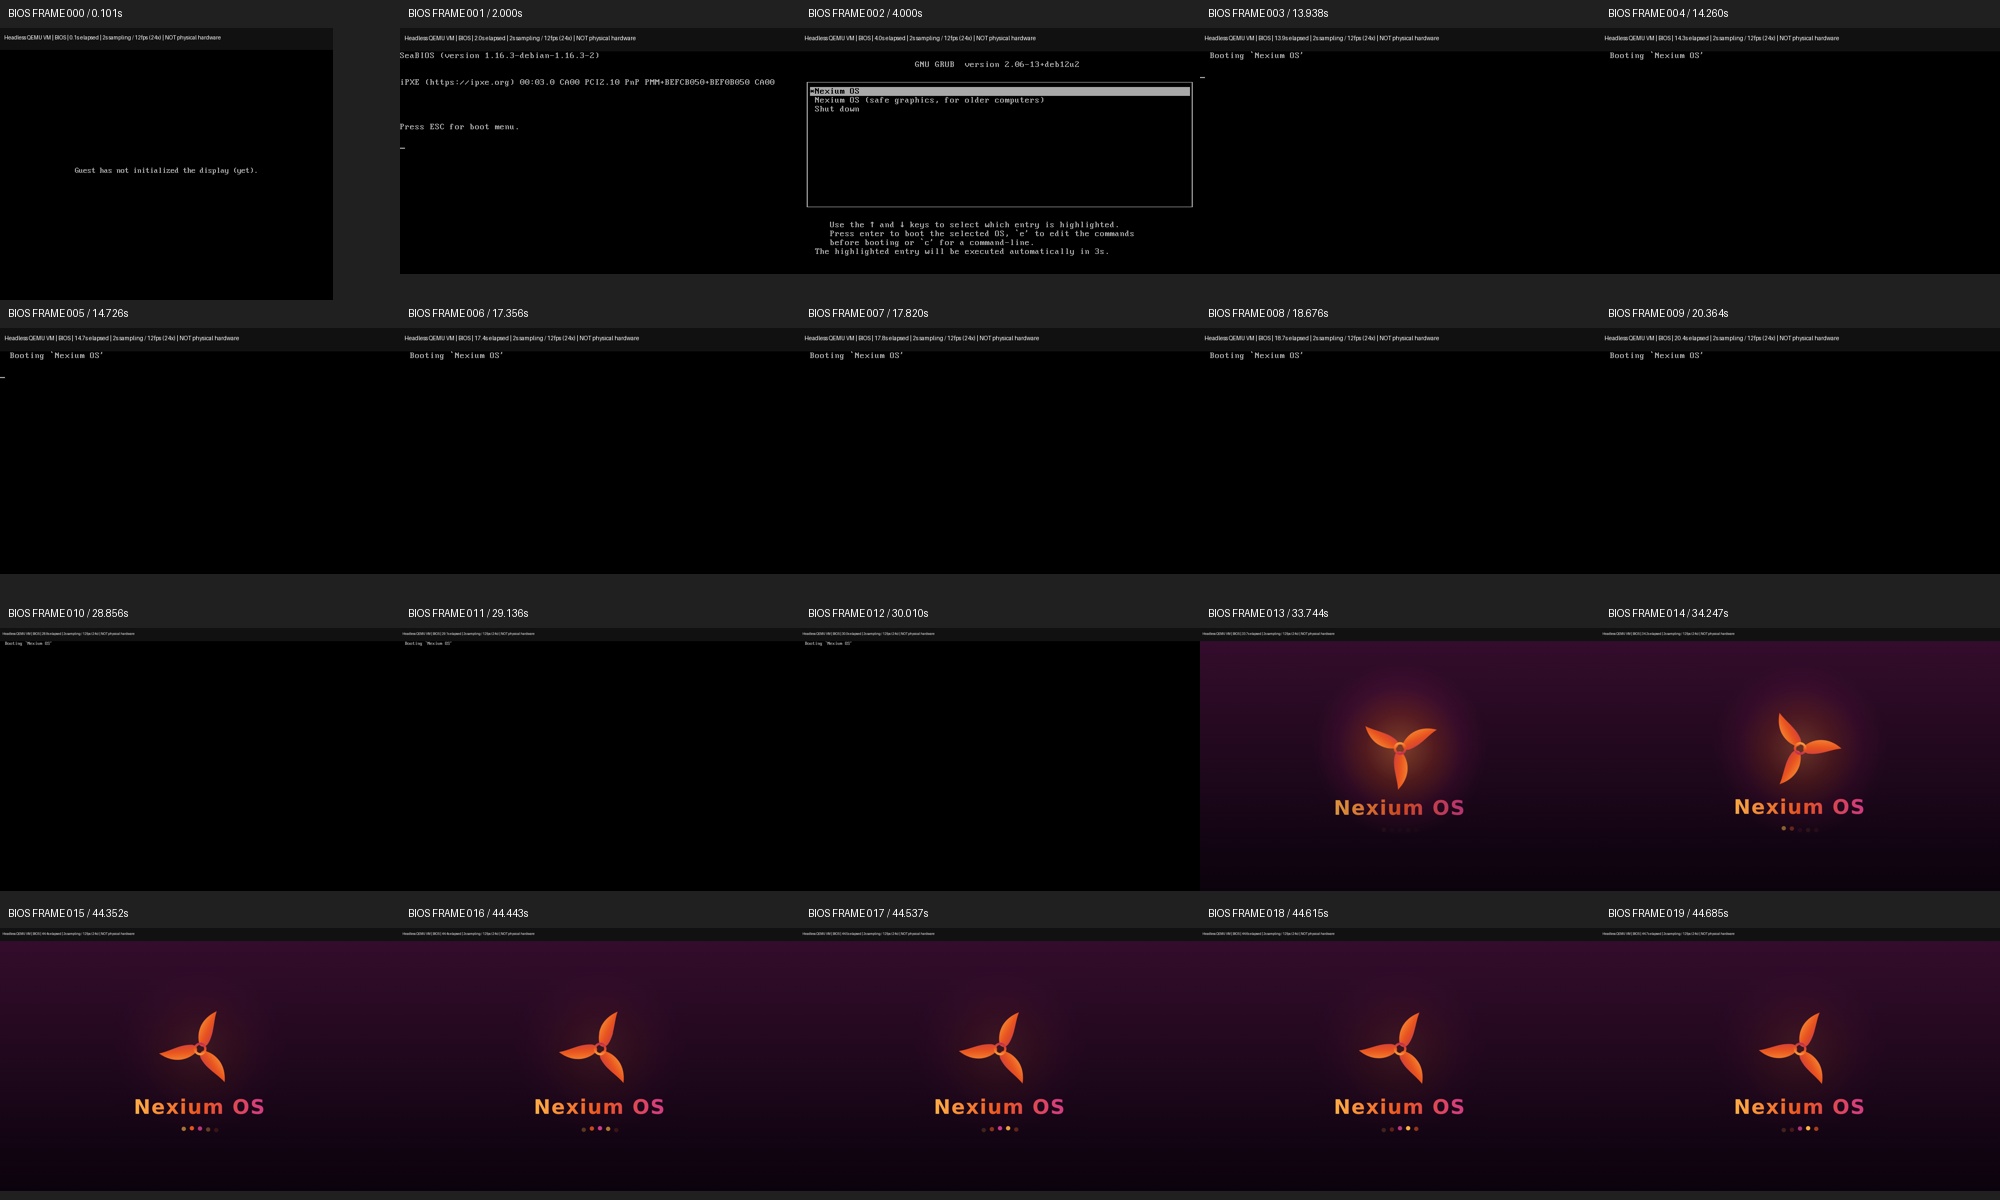 BIOS FRAME 000 / 0.101s
Headless QEMU VM | BIOS | 0.1s elapsed | 2s sampling / 12fps (24x) | NOT physical hardware
Guest has not initialized the display (yet).
BIOS FRAME 001 / 2.000s
Headless QEMU VM | BIOS | 2.0s elapsed | 2s sampling / 12fps (24x) | NOT physical hardware
SeaBIOS (version 1.16.3-debian-1.16.3-2)
iPXE (https://ipxe.org) 00:03.0 CA00 PCI2.10 PnP PMM+BEFCB050+BEF0B050 CA00
Press ESC for boot menu.
BIOS FRAME 002 / 4.000s
Headless QEMU VM | BIOS | 4.0s elapsed | 2s sampling / 12fps (24x) | NOT physical hardware
GNU GRUB version 2.06-13+deb12u2
*Nexium OS
Nexium OS (safe graphics, for older computers)
Shut down
Use the ↑ and ↓ keys to select which entry is highlighted.
Press enter to boot the selected OS, `e' to edit the commands
before booting or `c' for a command-line.
The highlighted entry will be executed automatically in 3s.
BIOS FRAME 003 / 13.938s
Headless QEMU VM | BIOS | 13.9s elapsed | 2s sampling / 12fps (24x) | NOT physical hardware
Booting `Nexium OS'
BIOS FRAME 004 / 14.260s
Headless QEMU VM | BIOS | 14.3s elapsed | 2s sampling / 12fps (24x) | NOT physical hardware
Booting `Nexium OS'
BIOS FRAME 005 / 14.726s
Headless QEMU VM | BIOS | 14.7s elapsed | 2s sampling / 12fps (24x) | NOT physical hardware
Booting `Nexium OS'
BIOS FRAME 006 / 17.356s
Headless QEMU VM | BIOS | 17.4s elapsed | 2s sampling / 12fps (24x) | NOT physical hardware
Booting `Nexium OS'
BIOS FRAME 007 / 17.820s
Headless QEMU VM | BIOS | 17.8s elapsed | 2s sampling / 12fps (24x) | NOT physical hardware
Booting `Nexium OS'
BIOS FRAME 008 / 18.676s
Headless QEMU VM | BIOS | 18.7s elapsed | 2s sampling / 12fps (24x) | NOT physical hardware
Booting `Nexium OS'
BIOS FRAME 009 / 20.364s
Headless QEMU VM | BIOS | 20.4s elapsed | 2s sampling / 12fps (24x) | NOT physical hardware
Booting `Nexium OS'
BIOS FRAME 010 / 28.856s
Booting `Nexium OS'
BIOS FRAME 011 / 29.136s
Booting `Nexium OS'
BIOS FRAME 012 / 30.010s
Booting `Nexium OS'
BIOS FRAME 013 / 33.744s
Nexium OS
BIOS FRAME 014 / 34.247s
Nexium OS
BIOS FRAME 015 / 44.352s
Nexium OS
BIOS FRAME 016 / 44.443s
Nexium OS
BIOS FRAME 017 / 44.537s
Nexium OS
BIOS FRAME 018 / 44.615s
Nexium OS
BIOS FRAME 019 / 44.685s
Nexium OS